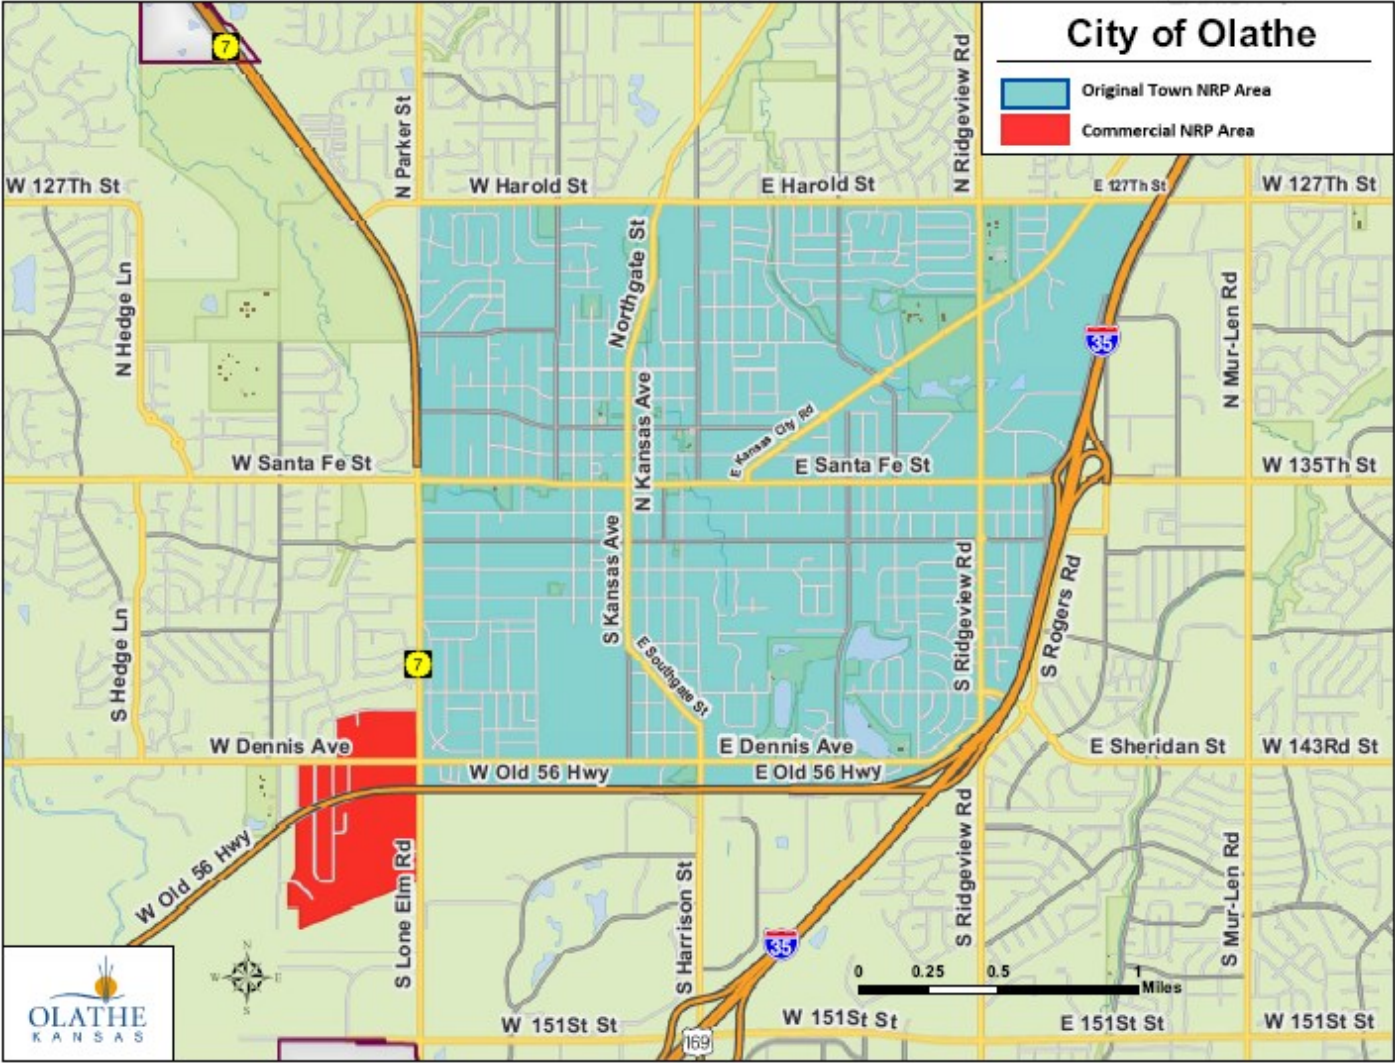 City of Olathe
Original Town NRP Area
Commercial NRP Area
7
N Parker St
N Ridgeview Rd
W 127Th St
W Harold St
E Harold St
E 127Th St
W 127Th St
N Hedge Ln
Northgate St
N Mur-Len Rd
35
N Kansas Ave
E Kansas City Rd
W Santa Fe St
E Santa Fe St
W 135Th St
S Kansas Ave
S Ridgeview Rd
S Rogers Rd
S Hedge Ln
7
E Southgate St
W Dennis Ave
E Dennis Ave
E Sheridan St
W 143Rd St
W Old 56 Hwy
E Old 56 Hwy
W Old 56 Hwy
S Lone Elm Rd
S Harrison St
S Ridgeview Rd
S Mur-Len Rd
35
N
W E
S
0 0.25 0.5 1
Miles
OLATHE
KANSAS
W 151St St
169
W 151St St
E 151St St
W 151St St